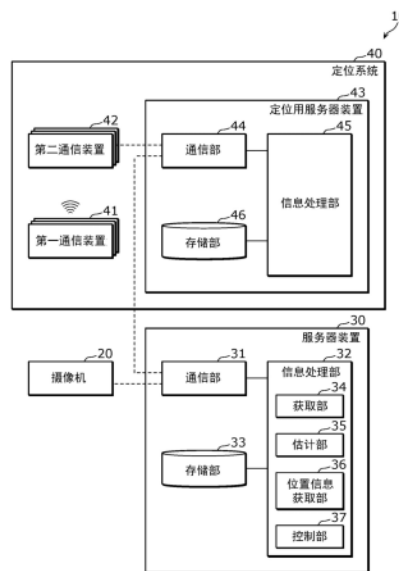 1
40
定位系统
43
定位用服务器装置
42
第二通信装置
44
通信部
45
信息处理部
41
第一通信装置
46
存储部
30
服务器装置
20
摄像机
31
通信部
32
信息处理部
34
获取部
35
估计部
33
存储部
36
位置信息
获取部
37
控制部